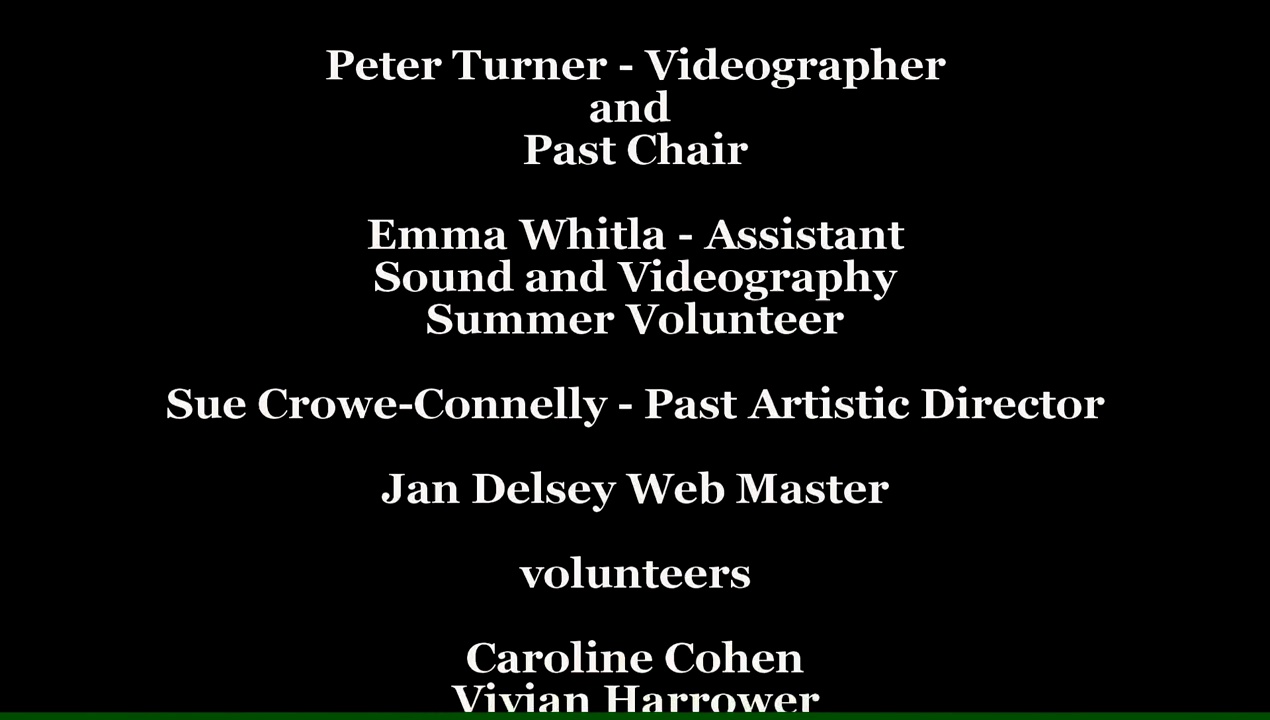 Peter Turner - Videographer
and
Past Chair
Emma Whitla - Assistant
Sound and Videography
Summer Volunteer
Sue Crowe-Connelly - Past Artistic Director
Jan Delsey Web Master
volunteers
Caroline Cohen
Vivian Harrower